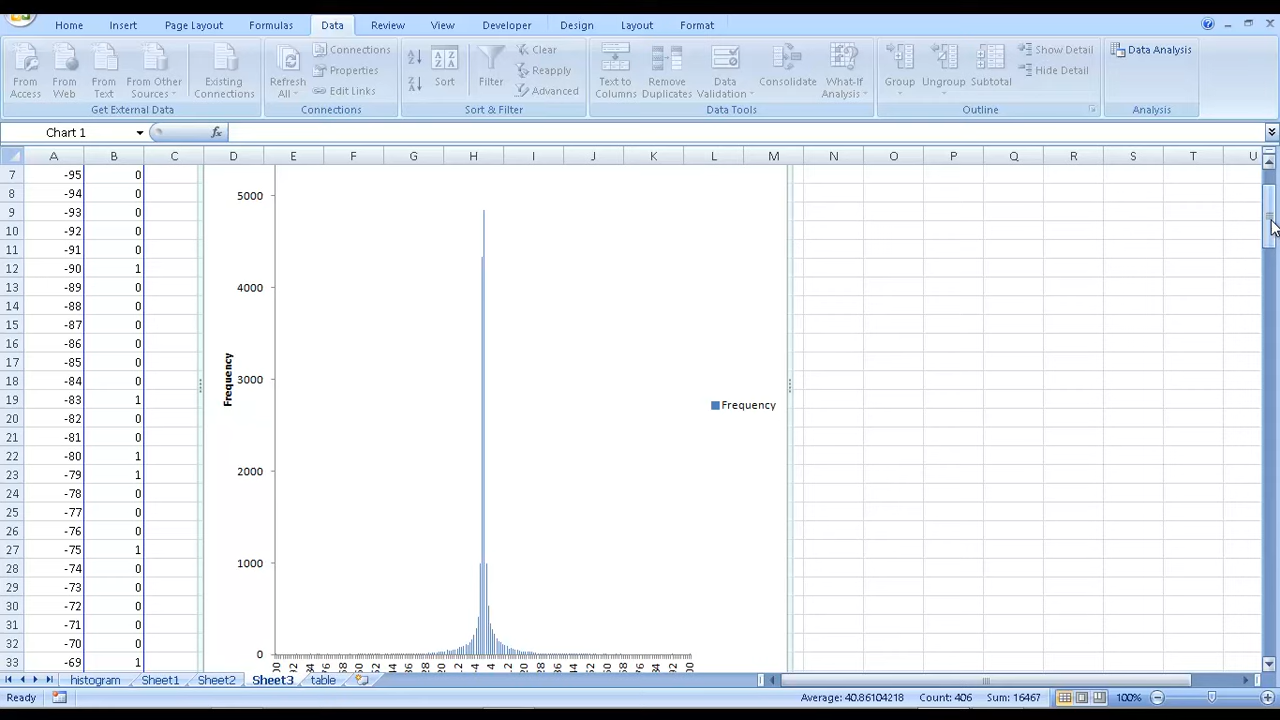 Home Insert Page Layout Formulas Data Review View Developer Design Layout Format
From Access From Web From Text From Other Sources Existing Connections
Get External Data
Refresh All Connections Properties Edit Links
Connections
Sort Filter Clear Reapply Advanced
Sort & Filter
Text to Columns Remove Duplicates Data Validation Consolidate What-If Analysis
Data Tools
Group Ungroup Subtotal Show Detail Hide Detail
Outline
Data Analysis
Analysis
Chart 1 fx
A B C D E F G H I J K L M N O P Q R S T U
7 -95 0
8 -94 0
9 -93 0
10 -92 0
11 -91 0
12 -90 1
13 -89 0
14 -88 0
15 -87 0
16 -86 0
17 -85 0
18 -84 0
19 -83 1
20 -82 0
21 -81 0
22 -80 1
23 -79 1
24 -78 0
25 -77 0
26 -76 0
27 -75 1
28 -74 0
29 -73 0
30 -72 0
31 -71 0
32 -70 0
33 -69 1
5000
4000
3000
2000
1000
0
Frequency
Frequency
histogram Sheet1 Sheet2 Sheet3 table
Ready Average: 40.86104218 Count: 406 Sum: 16467 100%